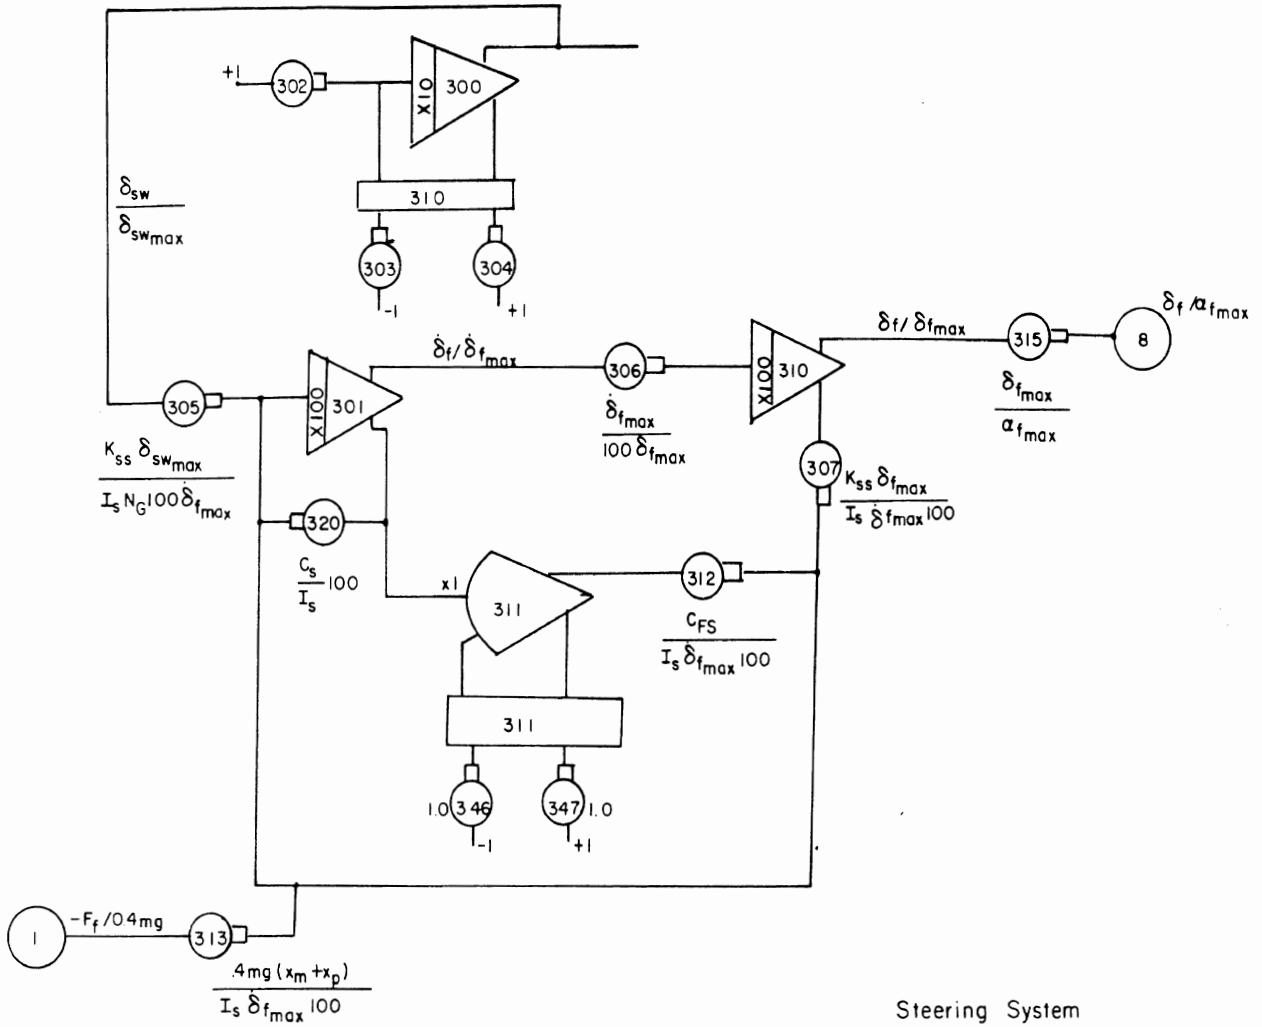 +1
302
X10
300
310
δsw
δswmax
303
304
-1
+1
δ̇f/δ̇fmax
δf/δfmax
δf/αfmax
305
X100
301
306
X100
310
315
8
Kss δswmax
Is NG 100 δ̇fmax
δ̇fmax
100 δfmax
δfmax
αfmax
307
Kss δfmax
Is δ̇fmax 100
320
Cs
Is
100
x1
311
312
CFS
Is δ̇fmax 100
311
1.0
346
347
1.0
-1
+1
1
-Ff/0.4mg
313
.4mg(xm+xp)
Is δ̇fmax 100
Steering System